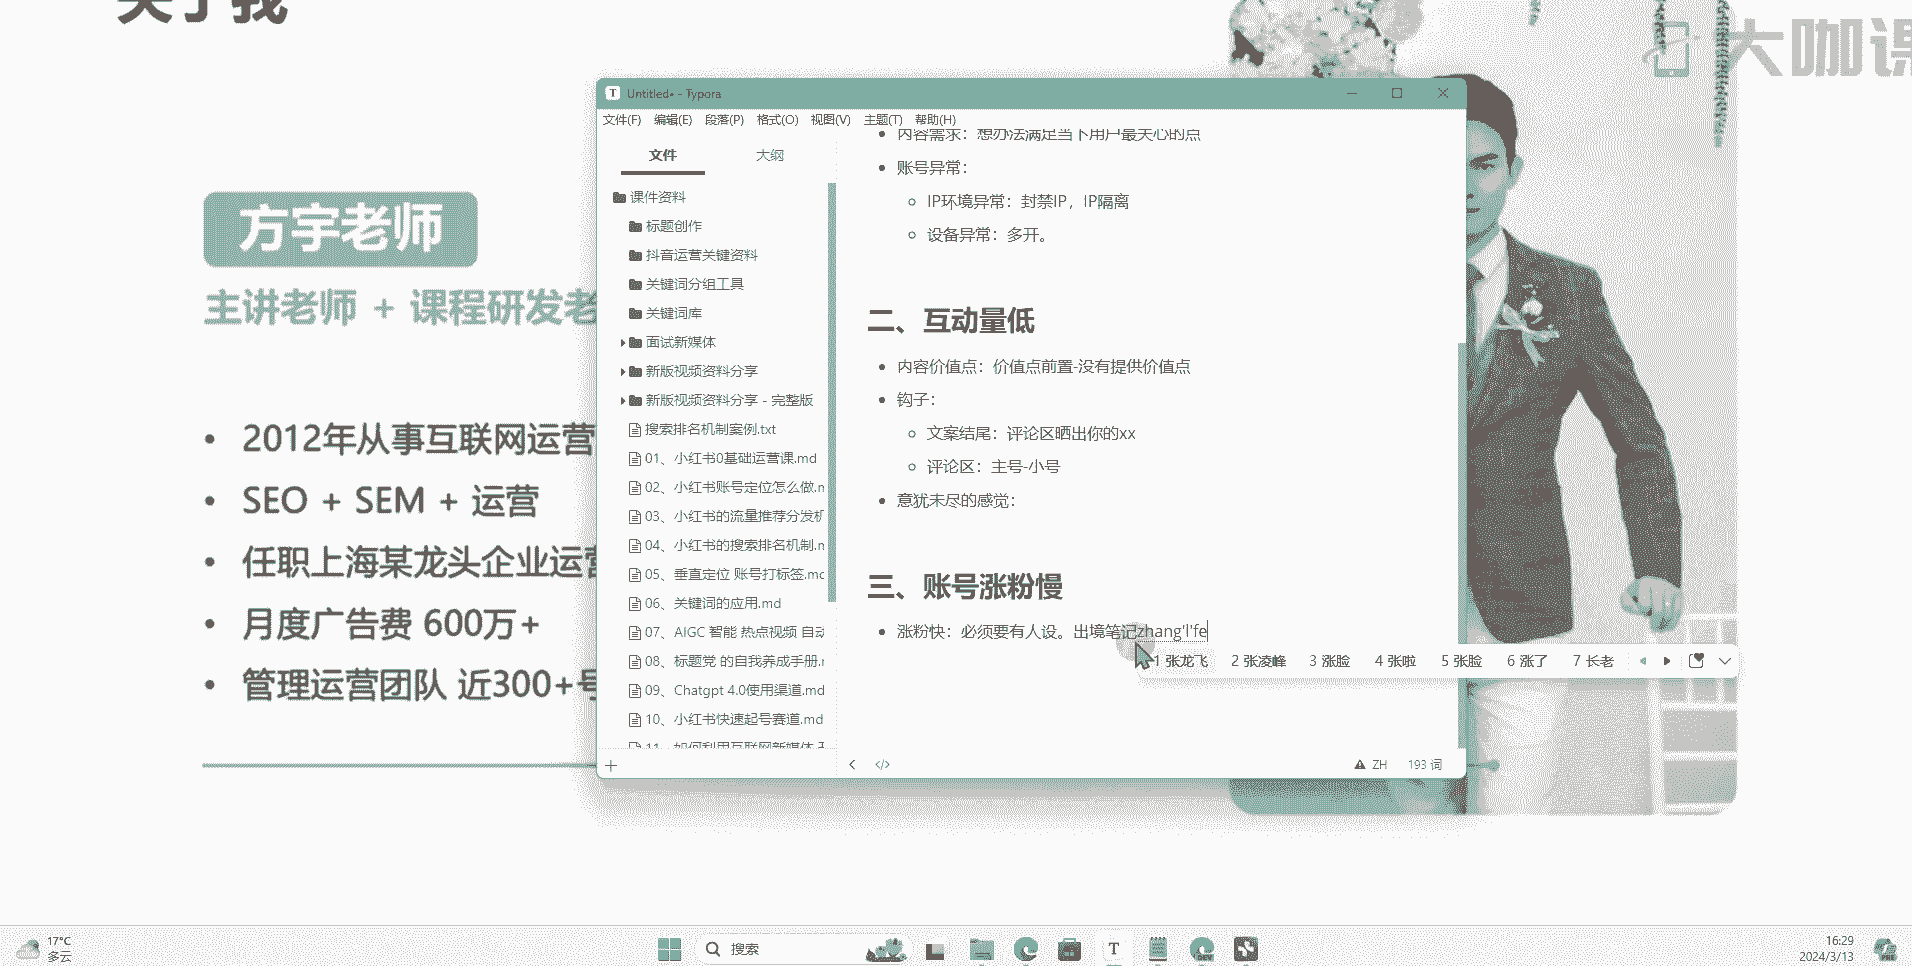 关于我
大咖课
方宇老师
主讲老师 + 课程研发老
• 2012年从事互联网运营
• SEO + SEM + 运营
• 任职上海某龙头企业运营
• 月度广告费 600万+
• 管理运营团队 近300+号
Untitled• - Typora
文件(F) 编辑(E) 段落(P) 格式(O) 视图(V) 主题(T) 帮助(H)
文件 大纲
课件资料
标题创作
抖音运营关键资料
关键词分组工具
关键词库
面试新媒体
新版视频资料分享
新版视频资料分享 - 完整版
搜索排名机制案例.txt
01、小红书0基础运营课.md
02、小红书账号定位怎么做.m
03、小红书的流量推荐分发机
04、小红书的搜索排名机制.m
05、垂直定位 账号打标签.md
06、关键词的应用.md
07、AIGC 智能 热点视频 自动
08、标题党 的自我养成手册.m
09、Chatgpt 4.0使用渠道.md
10、小红书快速起号赛道.md
11、如何利用互联网新媒体
• 内容需求：想办法满足当下用户最关心的点
• 账号异常：
IP环境异常：封禁IP，IP隔离
设备异常：多开。
二、互动量低
• 内容价值点：价值点前置-没有提供价值点
• 钩子：
文案结尾：评论区晒出你的xx
评论区：主号-小号
• 意犹未尽的感觉：
三、账号涨粉慢
• 涨粉快：必须要有人设。出境笔记zhang'l'fe
1 张龙飞 2 张凌峰 3 涨脸 4 张啦 5 张脸 6 涨了 7 长老
</> ZH 193 词
17°C
多云
搜索
T
DEV
16:29
2024/3/13
PRE